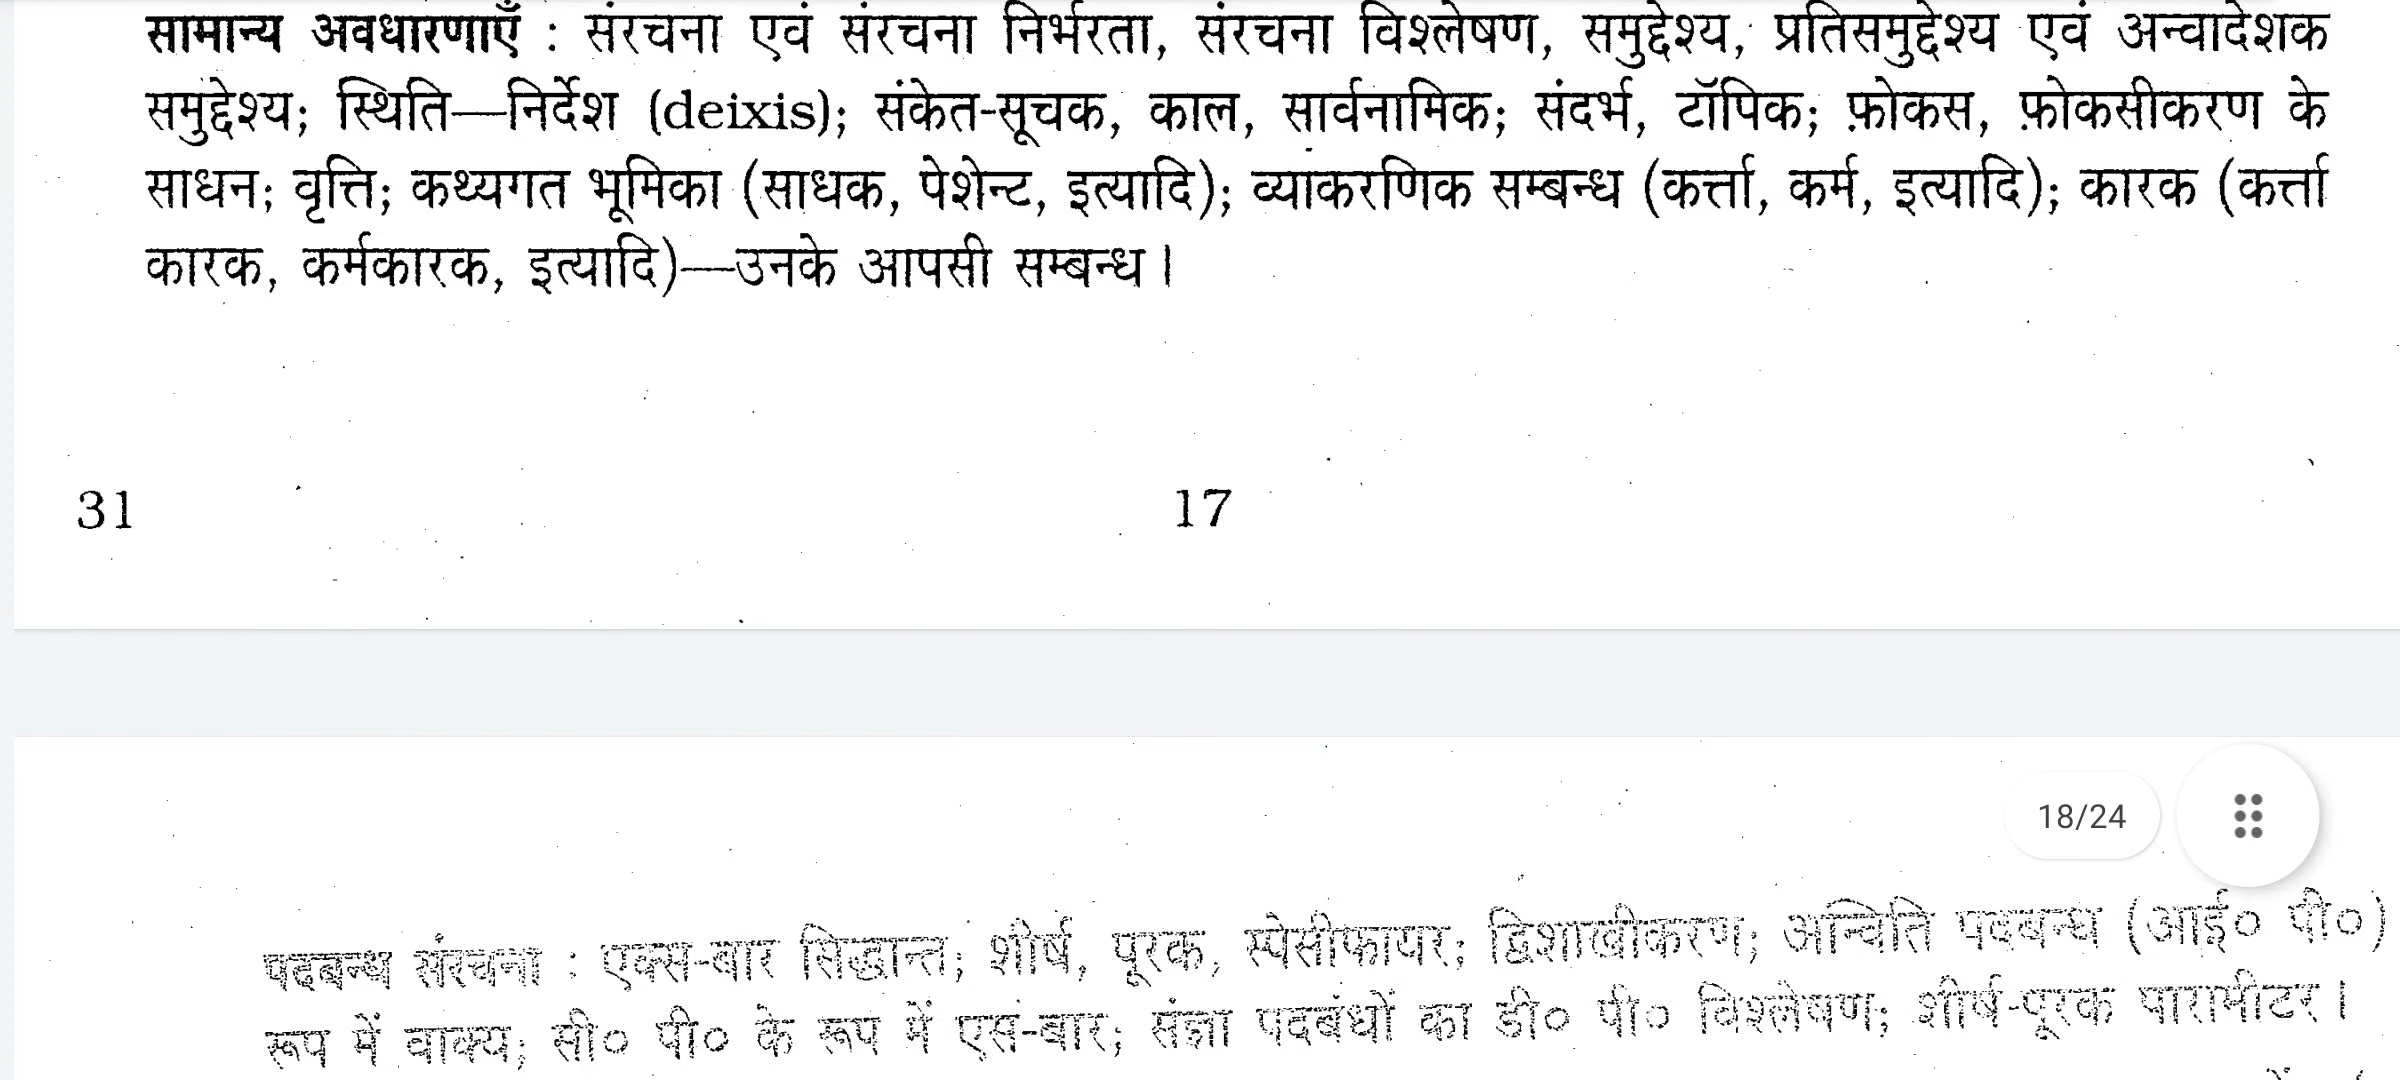 सामान्य अवधारणाएँ : संरचना एवं संरचना निर्भरता, संरचना विश्लेषण, समुद्देश्य, प्रतिसमुद्देश्य एवं अन्वादेशक
समुद्देश्य; स्थिति—निर्देश (deixis); संकेत-सूचक, काल, सार्वनामिक; संदर्भ, टॉपिक; फ़ोकस, फ़ोकसीकरण के
साधन; वृत्ति; कथ्यगत भूमिका (साधक, पेशेन्ट, इत्यादि); व्याकरणिक सम्बन्ध (कर्त्ता, कर्म, इत्यादि); कारक (कर्त्ता
कारक, कर्मकारक, इत्यादि)—उनके आपसी सम्बन्ध।
31 17
18/24
पदबन्ध संरचना : एक्स-बार सिद्धान्त; शीर्ष, पूरक, स्पेसीफायर; द्विशाखीकरण; अन्विति पदबन्ध (आई० पी०)
रूप में वाक्य; सी० पी० के रूप में एस-बार; संज्ञा पदबंधों का डी० पी० विश्लेषण; शीर्ष-पूरक पारामीटर।